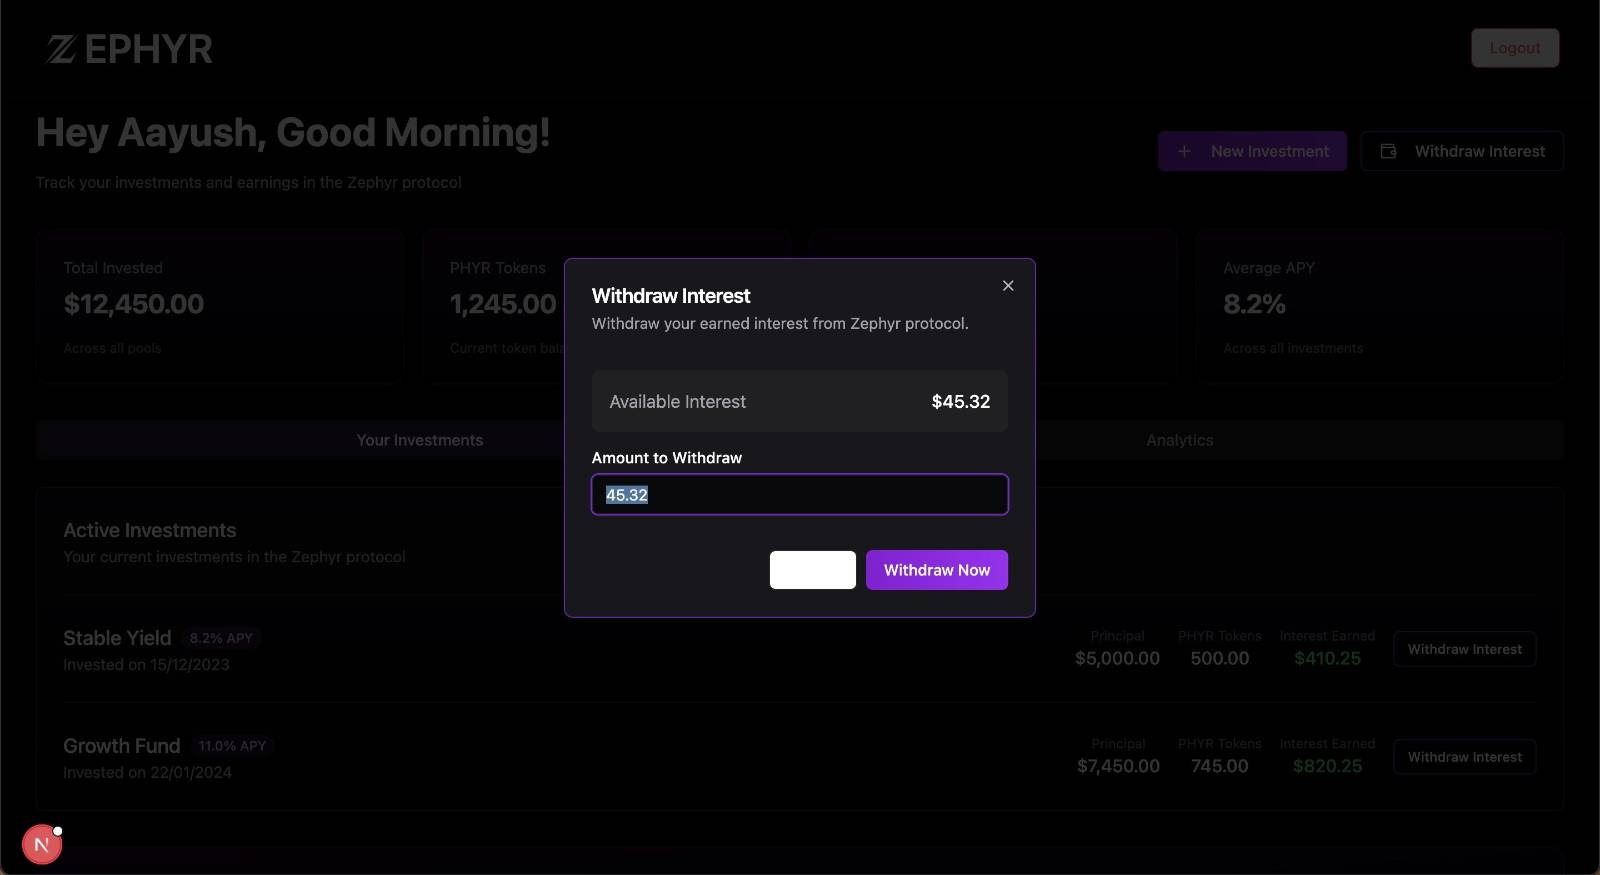 ZEPHYR
Logout
Hey Aayush, Good Morning!
Track your investments and earnings in the Zephyr protocol
+ New Investment
Withdraw Interest
Total Invested
$12,450.00
Across all pools
PHYR Tokens
1,245.00
Current token
Average APY
8.2%
Across all investments
Withdraw Interest
Withdraw your earned interest from Zephyr protocol.
Available Interest $45.32
Amount to Withdraw
45.32
Withdraw Now
Your Investments
Analytics
Active Investments
Your current investments in the Zephyr protocol
Stable Yield 8.2% APY
Invested on 15/12/2023
Principal
$5,000.00
PHYR Tokens
500.00
Interest Earned
$410.25
Withdraw Interest
Growth Fund 11.0% APY
Invested on 22/01/2024
Principal
$7,450.00
PHYR Tokens
745.00
Interest Earned
$820.25
Withdraw Interest
N